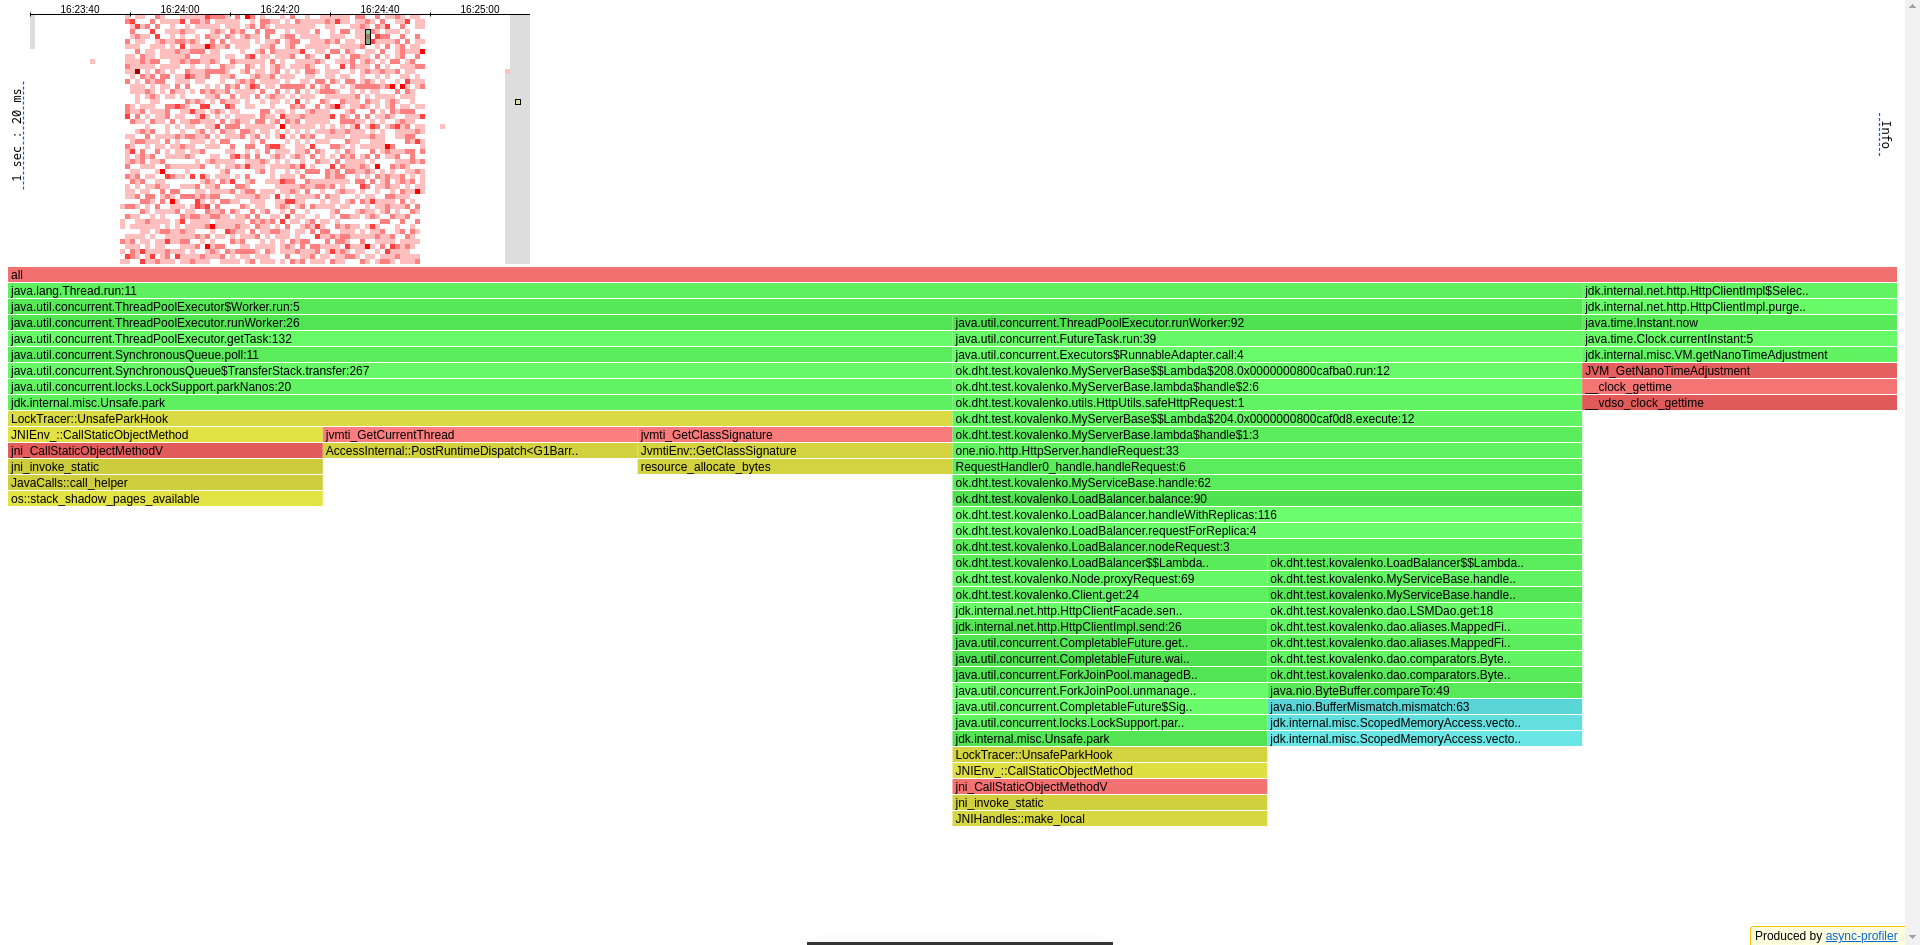 16:23:40 16:24:00 16:24:20 16:24:40 16:25:00
1 sec : 20 ms
Info
all
java.lang.Thread.run:11 jdk.internal.net.http.HttpClientImpl$Selec..
java.util.concurrent.ThreadPoolExecutor$Worker.run:5 jdk.internal.net.http.HttpClientImpl.purge..
java.util.concurrent.ThreadPoolExecutor.runWorker:26 java.util.concurrent.ThreadPoolExecutor.runWorker:92 java.time.Instant.now
java.util.concurrent.ThreadPoolExecutor.getTask:132 java.util.concurrent.FutureTask.run:39 java.time.Clock.currentInstant:5
java.util.concurrent.SynchronousQueue.poll:11 java.util.concurrent.Executors$RunnableAdapter.call:4 jdk.internal.misc.VM.getNanoTimeAdjustment
java.util.concurrent.SynchronousQueue$TransferStack.transfer:267 ok.dht.test.kovalenko.MyServerBase$$Lambda$208.0x0000000800cafba0.run:12 JVM_GetNanoTimeAdjustment
java.util.concurrent.locks.LockSupport.parkNanos:20 ok.dht.test.kovalenko.MyServerBase.lambda$handle$2:6 __clock_gettime
jdk.internal.misc.Unsafe.park ok.dht.test.kovalenko.utils.HttpUtils.safeHttpRequest:1 __vdso_clock_gettime
LockTracer::UnsafeParkHook ok.dht.test.kovalenko.MyServerBase$$Lambda$204.0x0000000800caf0d8.execute:12
JNIEnv_::CallStaticObjectMethod jvmti_GetCurrentThread jvmti_GetClassSignature ok.dht.test.kovalenko.MyServerBase.lambda$handle$1:3
jni_CallStaticObjectMethodV AccessInternal::PostRuntimeDispatch<G1Barr.. JvmtiEnv::GetClassSignature one.nio.http.HttpServer.handleRequest:33
jni_invoke_static resource_allocate_bytes RequestHandler0_handle.handleRequest:6
JavaCalls::call_helper ok.dht.test.kovalenko.MyServiceBase.handle:62
os::stack_shadow_pages_available ok.dht.test.kovalenko.LoadBalancer.balance:90
ok.dht.test.kovalenko.LoadBalancer.handleWithReplicas:116
ok.dht.test.kovalenko.LoadBalancer.requestForReplica:4
ok.dht.test.kovalenko.LoadBalancer.nodeRequest:3
ok.dht.test.kovalenko.LoadBalancer$$Lambda.. ok.dht.test.kovalenko.LoadBalancer$$Lambda..
ok.dht.test.kovalenko.Node.proxyRequest:69 ok.dht.test.kovalenko.MyServiceBase.handle..
ok.dht.test.kovalenko.Client.get:24 ok.dht.test.kovalenko.MyServiceBase.handle..
jdk.internal.net.http.HttpClientFacade.sen.. ok.dht.test.kovalenko.dao.LSMDao.get:18
jdk.internal.net.http.HttpClientImpl.send:26 ok.dht.test.kovalenko.dao.aliases.MappedFi..
java.util.concurrent.CompletableFuture.get.. ok.dht.test.kovalenko.dao.aliases.MappedFi..
java.util.concurrent.CompletableFuture.wai.. ok.dht.test.kovalenko.dao.comparators.Byte..
java.util.concurrent.ForkJoinPool.managedB.. ok.dht.test.kovalenko.dao.comparators.Byte..
java.util.concurrent.ForkJoinPool.unmanage.. java.nio.ByteBuffer.compareTo:49
java.util.concurrent.CompletableFuture$Sig.. java.nio.BufferMismatch.mismatch:63
java.util.concurrent.locks.LockSupport.par.. jdk.internal.misc.ScopedMemoryAccess.vecto..
jdk.internal.misc.Unsafe.park jdk.internal.misc.ScopedMemoryAccess.vecto..
LockTracer::UnsafeParkHook
JNIEnv_::CallStaticObjectMethod
jni_CallStaticObjectMethodV
jni_invoke_static
JNIHandles::make_local
Produced by async-profiler